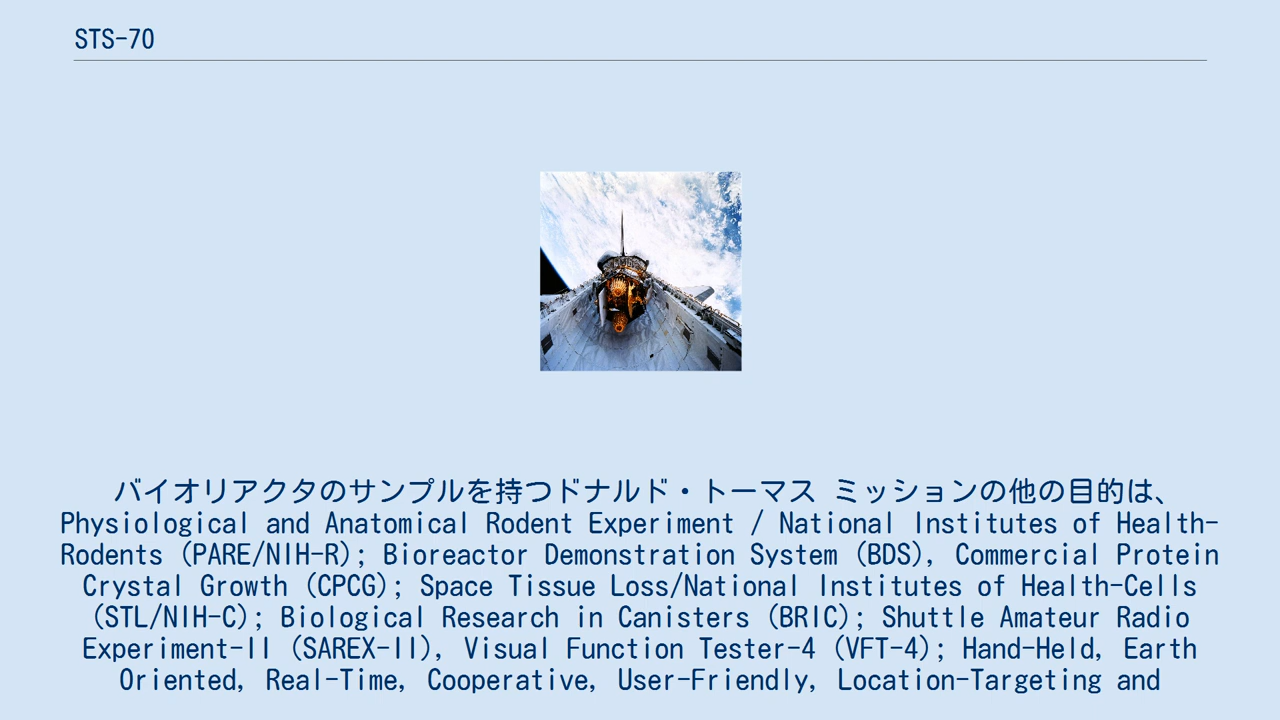 STS-70
バイオリアクタのサンプルを持つドナルド・トーマス ミッションの他の目的は、
Physiological and Anatomical Rodent Experiment / National Institutes of Health-
Rodents (PARE/NIH-R); Bioreactor Demonstration System (BDS), Commercial Protein
Crystal Growth (CPCG); Space Tissue Loss/National Institutes of Health-Cells
(STL/NIH-C); Biological Research in Canisters (BRIC); Shuttle Amateur Radio
Experiment-II (SAREX-II), Visual Function Tester-4 (VFT-4); Hand-Held, Earth
Oriented, Real-Time, Cooperative, User-Friendly, Location-Targeting and